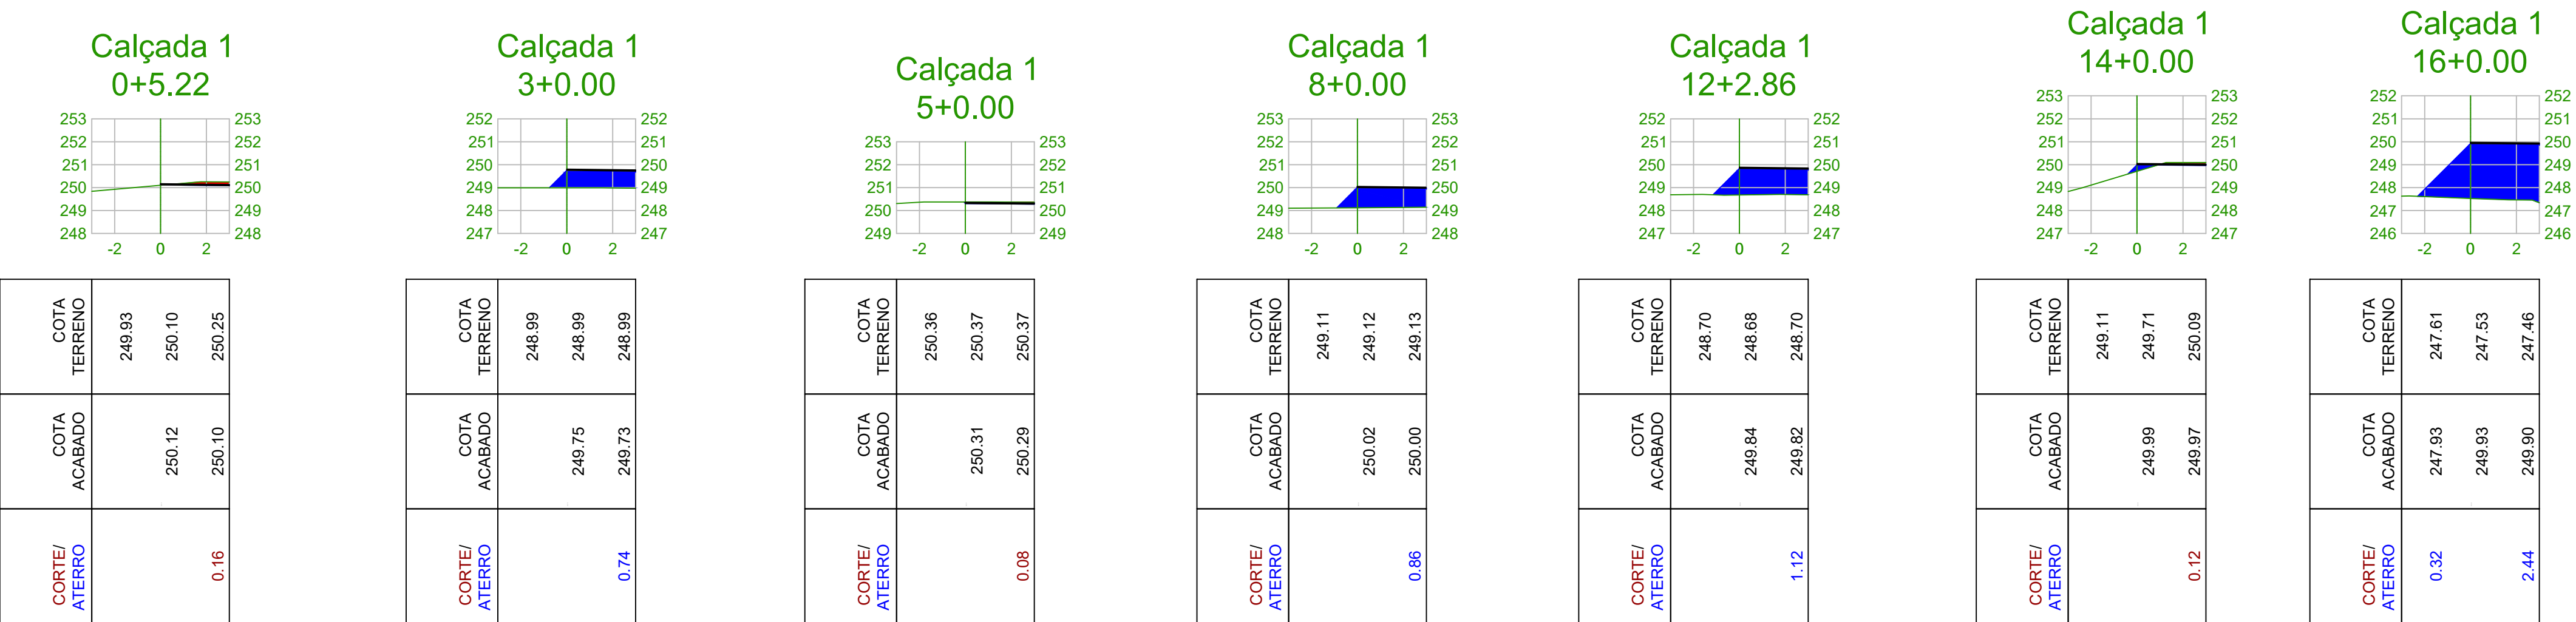 Calçada 1
0+5.22
253 253
252 252
251 251
250 250
249 249
248 248
-2 0 2
COTA
TERRENO
249.93
250.10
250.25
COTA
ACABADO
250.12
250.10
CORTE/
ATERRO
0.16
Calçada 1
3+0.00
252 252
251 251
250 250
249 249
248 248
247 247
-2 0 2
COTA
TERRENO
248.99
248.99
248.99
COTA
ACABADO
249.75
249.73
CORTE/
ATERRO
0.74
Calçada 1
5+0.00
253 253
252 252
251 251
250 250
249 249
-2 0 2
COTA
TERRENO
250.36
250.37
250.37
COTA
ACABADO
250.31
250.29
CORTE/
ATERRO
0.08
Calçada 1
8+0.00
253 253
252 252
251 251
250 250
249 249
248 248
-2 0 2
COTA
TERRENO
249.11
249.12
249.13
COTA
ACABADO
250.02
250.00
CORTE/
ATERRO
0.86
Calçada 1
12+2.86
252 252
251 251
250 250
249 249
248 248
247 247
-2 0 2
COTA
TERRENO
248.70
248.68
248.70
COTA
ACABADO
249.84
249.82
CORTE/
ATERRO
1.12
Calçada 1
14+0.00
253 253
252 252
251 251
250 250
249 249
248 248
247 247
-2 0 2
COTA
TERRENO
249.11
249.71
250.09
COTA
ACABADO
249.99
249.97
CORTE/
ATERRO
0.12
Calçada 1
16+0.00
252 252
251 251
250 250
249 249
248 248
247 247
246 246
-2 0 2
COTA
TERRENO
247.61
247.53
247.46
COTA
ACABADO
247.93
249.93
249.90
CORTE/
ATERRO
0.32
2.44